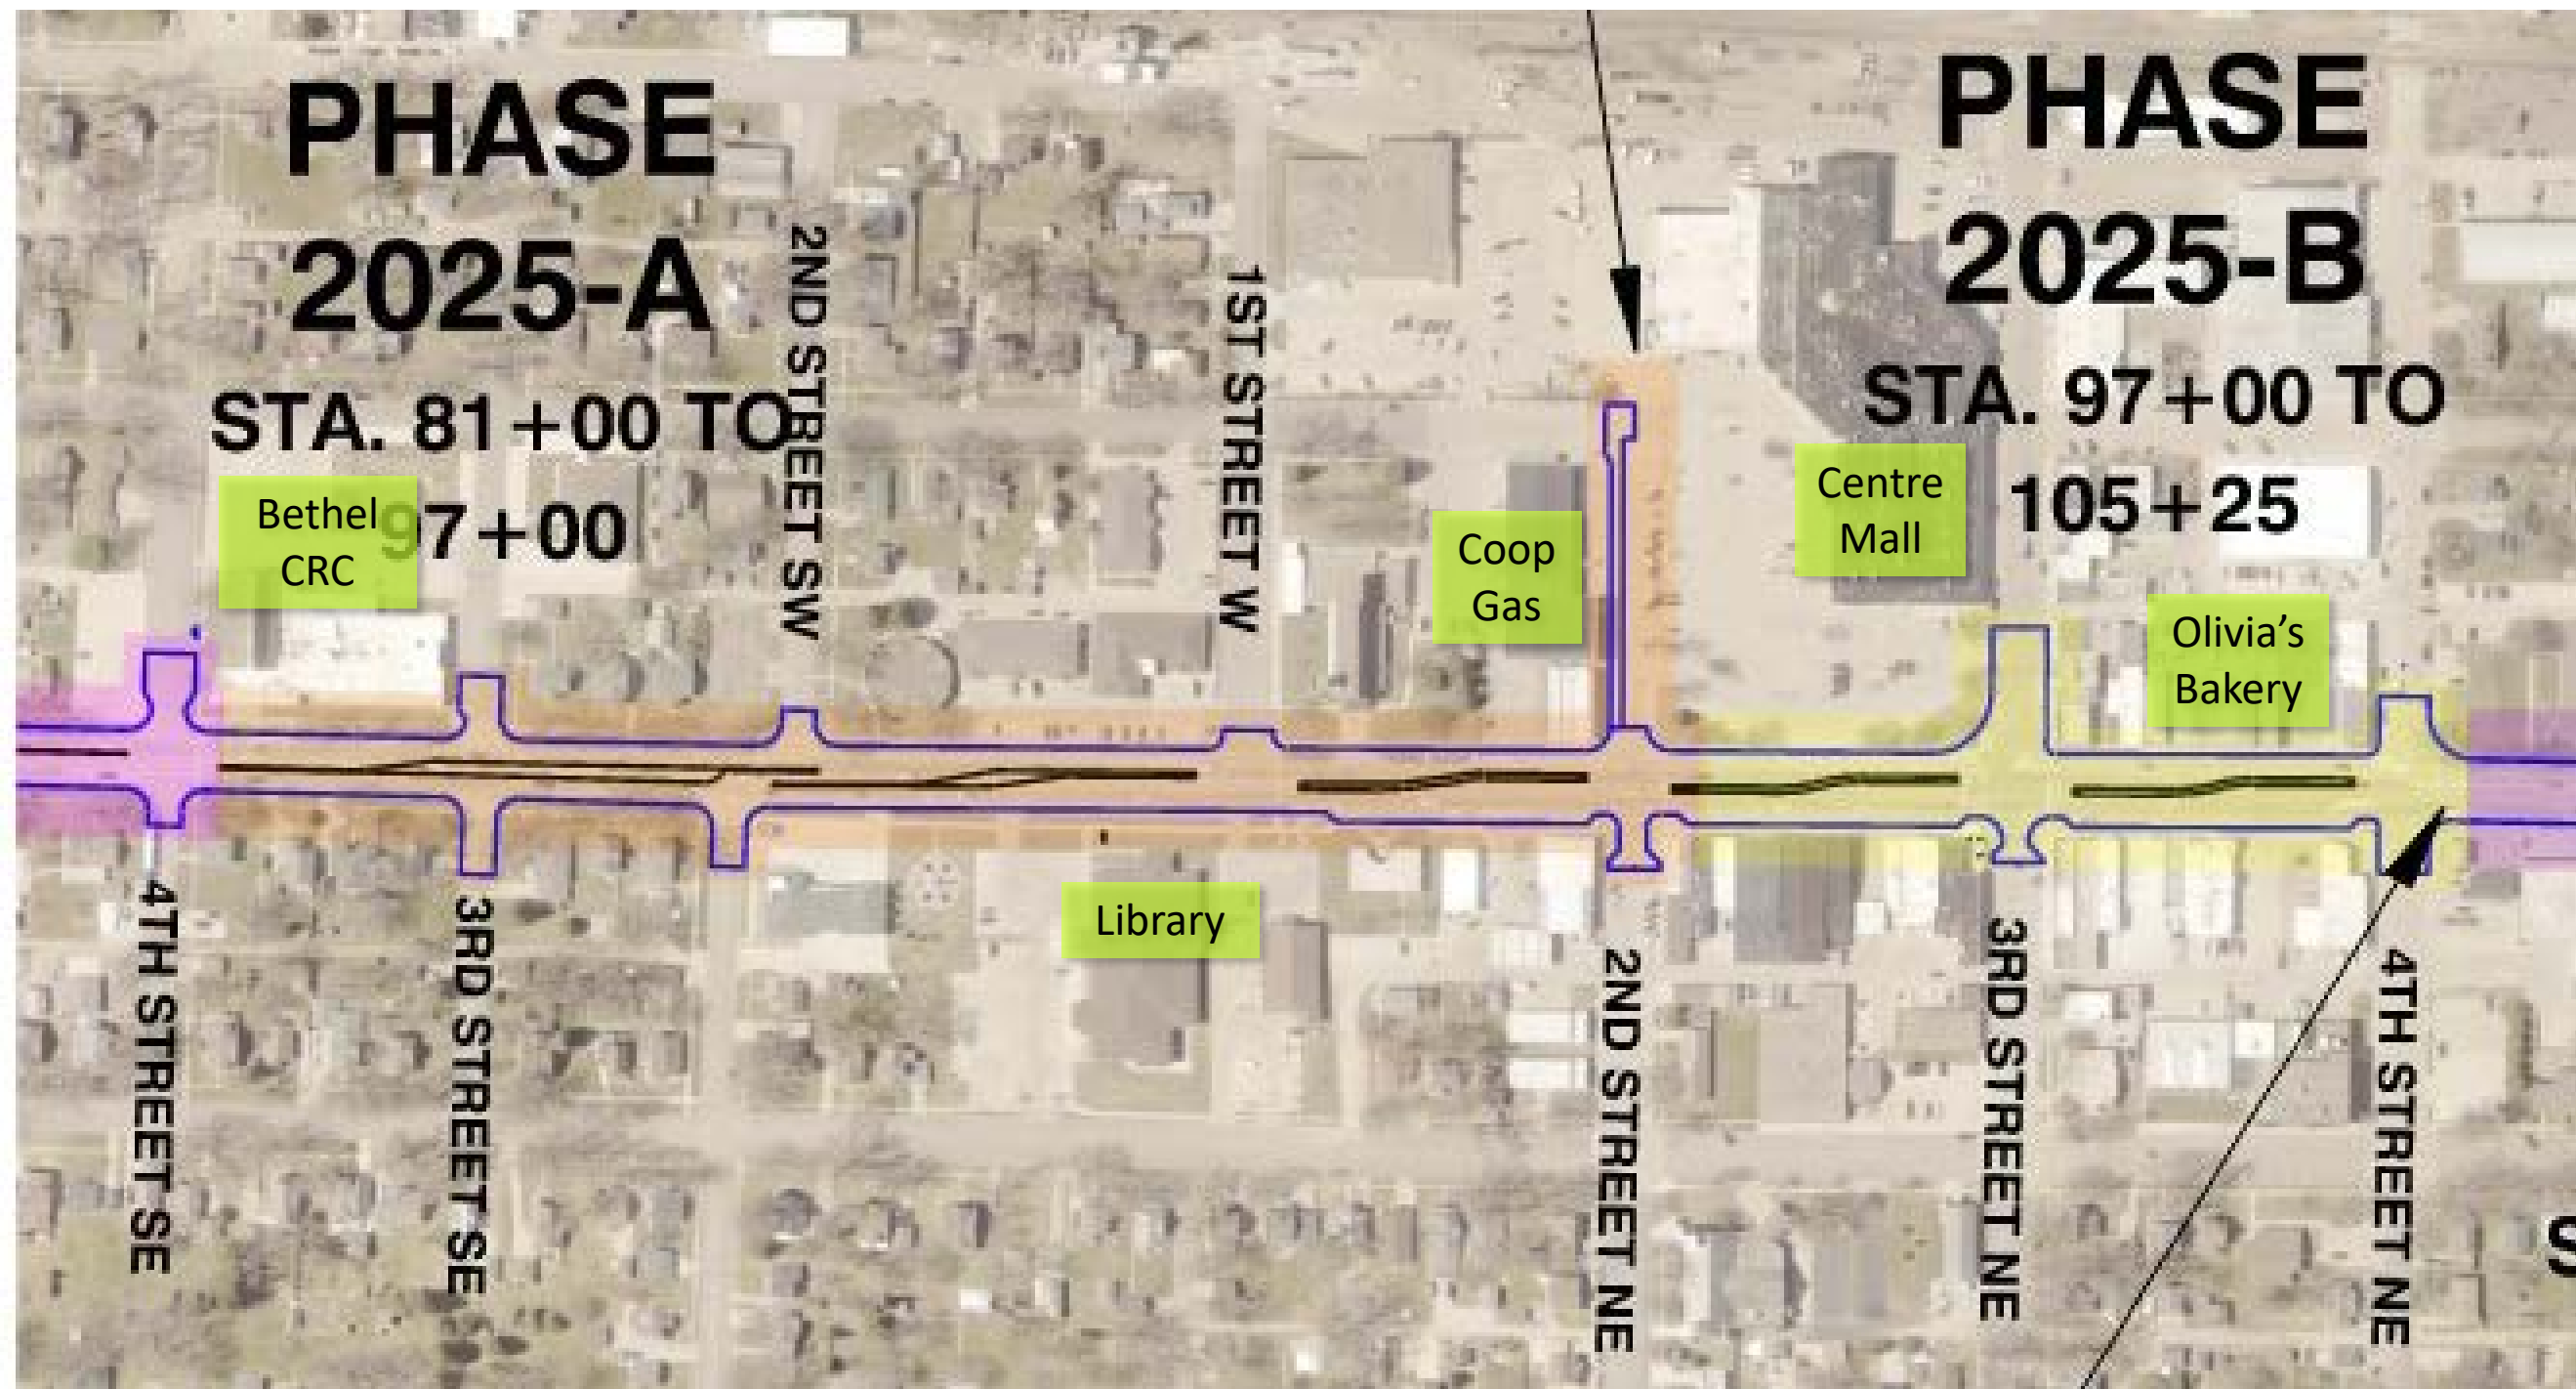 PHASE
2025-A
STA. 81+00 TO
97+00
PHASE
2025-B
STA. 97+00 TO
105+25
2ND STREET SW
1ST STREET W
Bethel
CRC
Coop
Gas
Centre
Mall
Olivia’s
Bakery
Library
4TH STREET SE
3RD STREET SE
2ND STREET NE
3RD STREET NE
4TH STREET NE
S